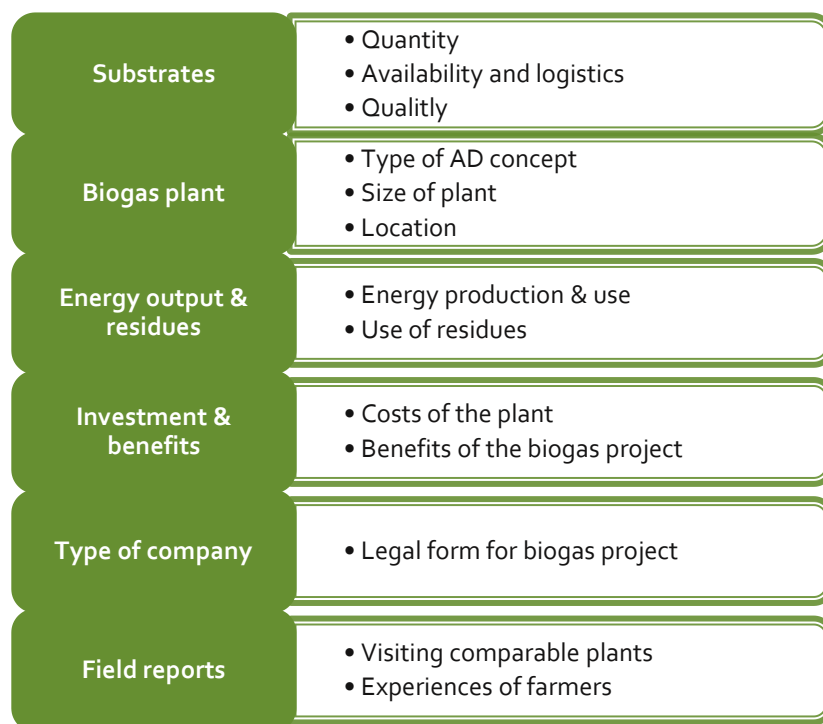 Substrates
• Quantity
• Availability and logistics
• Qualitly
Biogas plant
• Type of AD concept
• Size of plant
• Location
Energy output &
residues
• Energy production & use
• Use of residues
Investment &
benefits
• Costs of the plant
• Benefits of the biogas project
Type of company
• Legal form for biogas project
Field reports
• Visiting comparable plants
• Experiences of farmers